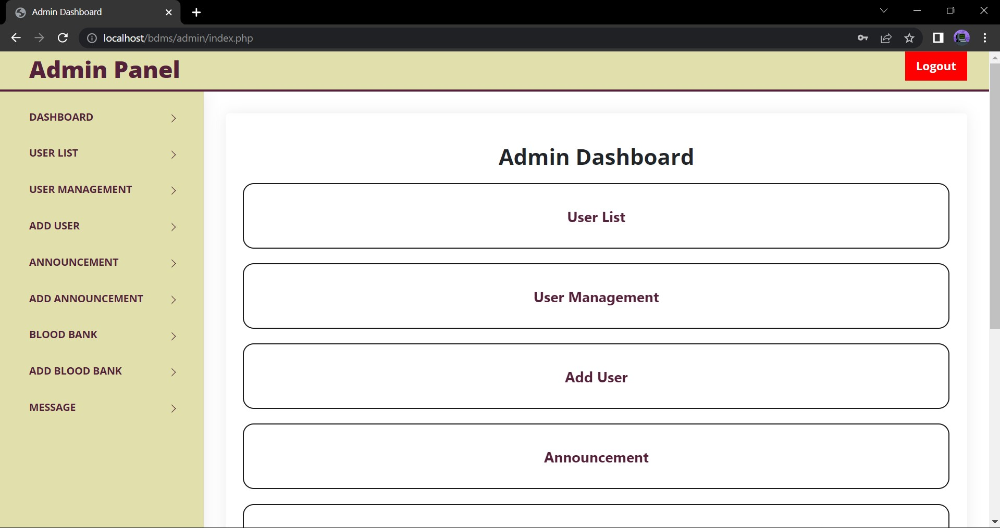 Admin Dashboard
localhost/bdms/admin/index.php
Admin Panel
Logout
DASHBOARD
USER LIST
USER MANAGEMENT
ADD USER
ANNOUNCEMENT
ADD ANNOUNCEMENT
BLOOD BANK
ADD BLOOD BANK
MESSAGE
Admin Dashboard
User List
User Management
Add User
Announcement